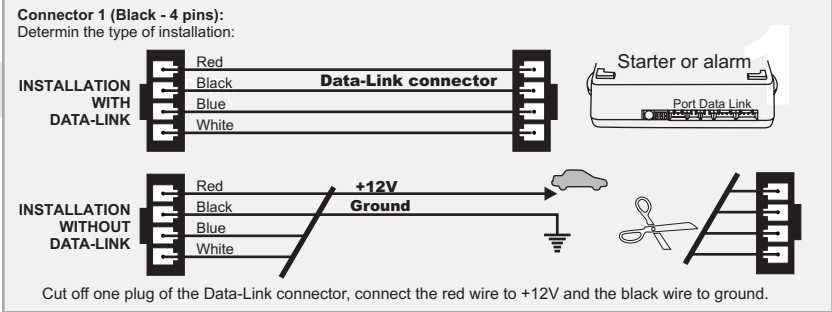 Connector 1 (Black - 4 pins):
Determin the type of installation:
1
INSTALLATION
WITH
DATA-LINK
Red
Black
Blue
White
Data-Link connector
Starter or alarm
Port Data Link
INSTALLATION
WITHOUT
DATA-LINK
Red
Black
Blue
White
+12V
Ground
Cut off one plug of the Data-Link connector, connect the red wire to +12V and the black wire to ground.